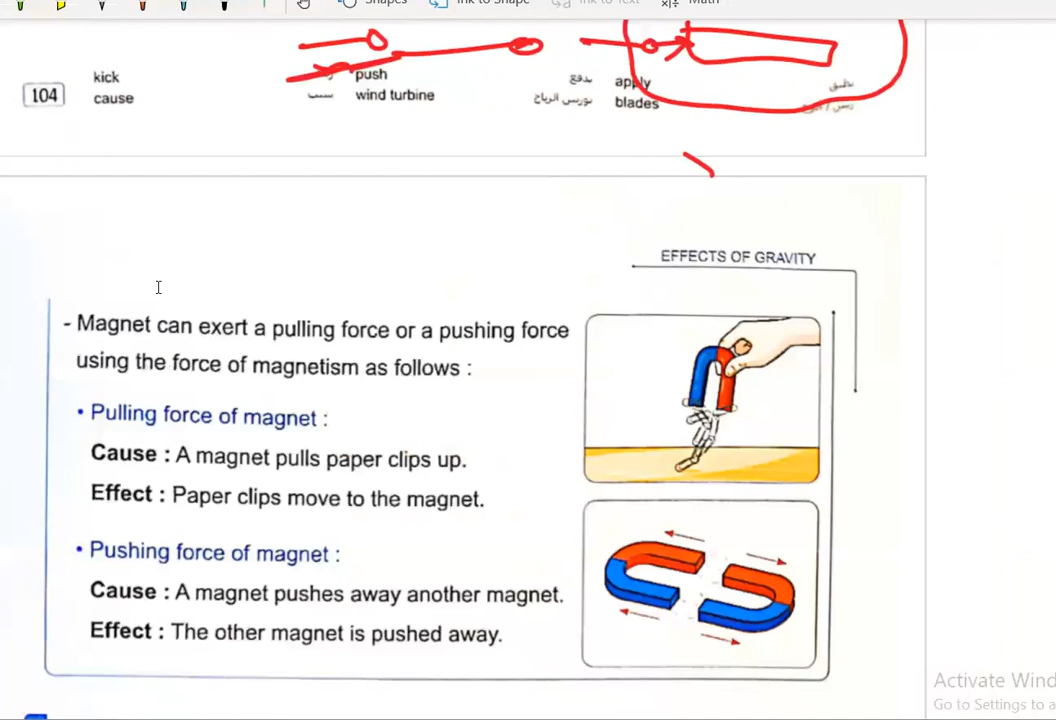 Shapes Ink to Shape Ink to Text Math
kick push يدفع apply
104
cause wind turbine توربين الرياح blades
EFFECTS OF GRAVITY
- Magnet can exert a pulling force or a pushing force
using the force of magnetism as follows :
• Pulling force of magnet :
Cause : A magnet pulls paper clips up.
Effect : Paper clips move to the magnet.
• Pushing force of magnet :
Cause : A magnet pushes away another magnet.
Effect : The other magnet is pushed away.
Activate Wind
Go to Settings to a